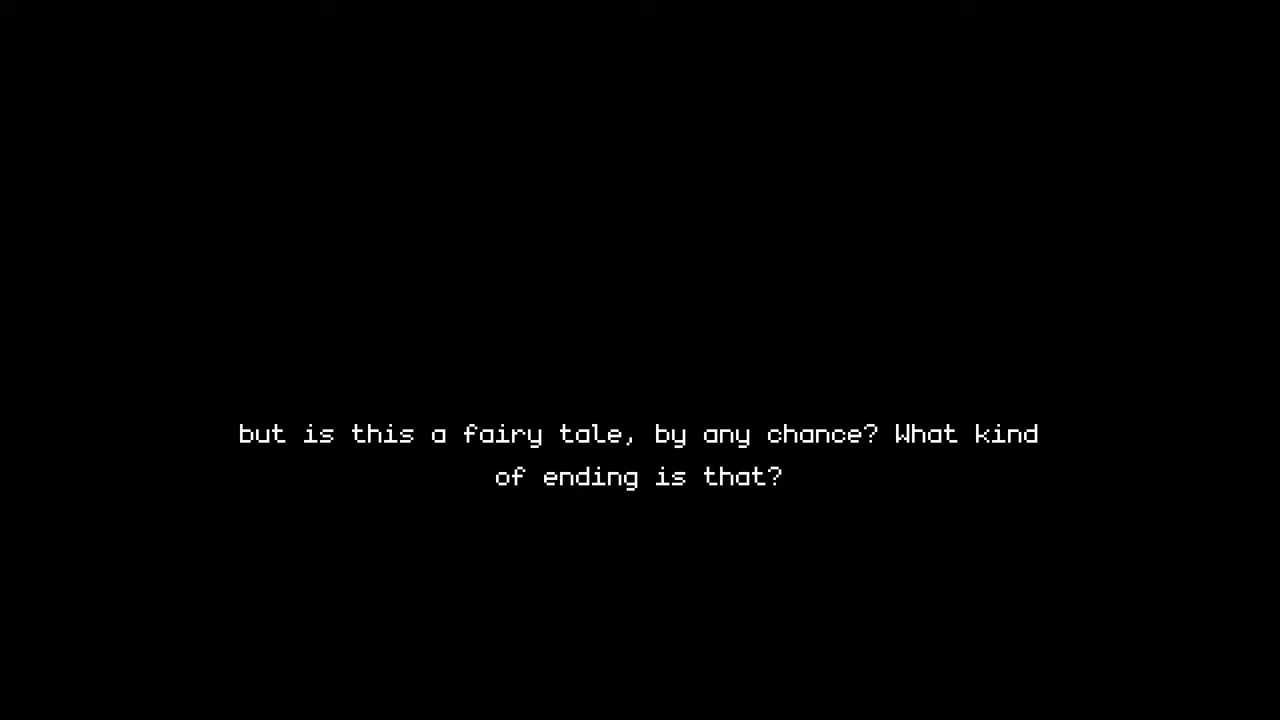 but is this a fairy tale, by any chance? What kind
of ending is that?